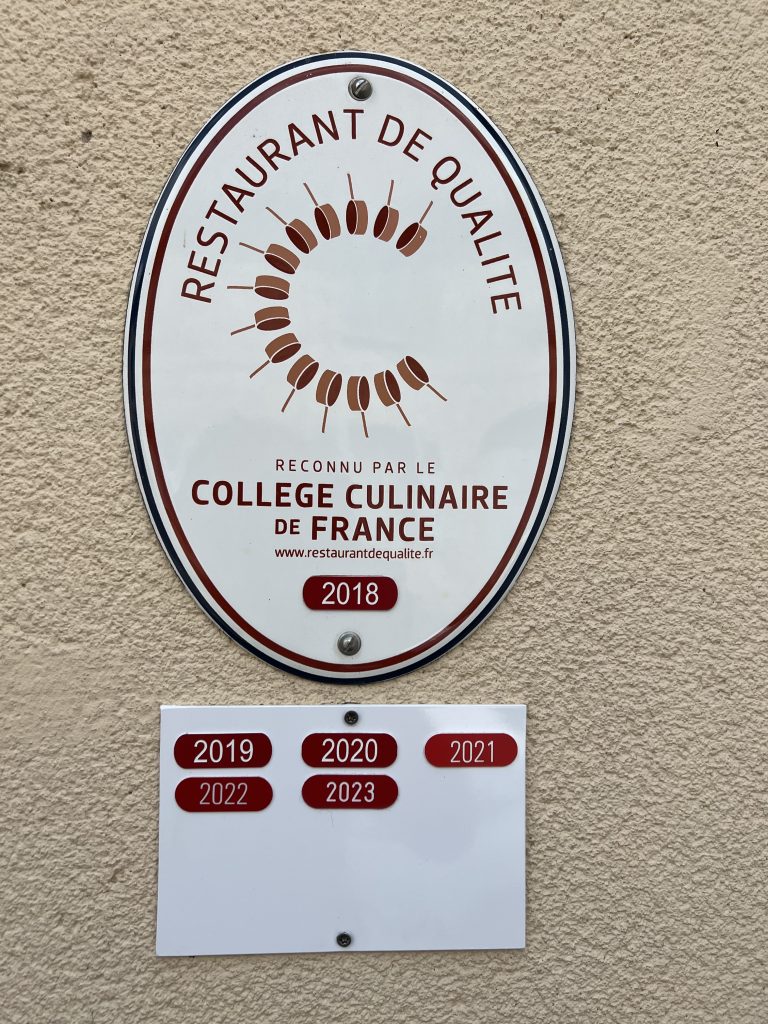 RESTAURANT DE QUALITE
RECONNU PAR LE
COLLEGE CULINAIRE
DE FRANCE
www.restaurantdequalite.fr
2018
2019 2020 2021
2022 2023